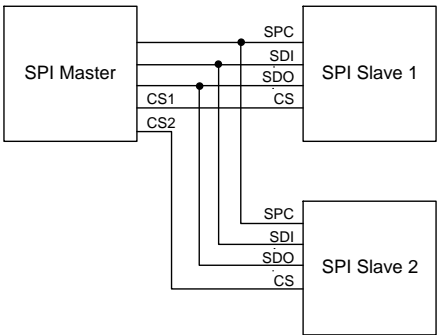 SPI Master
SPC
SDI
SDO
CS
CS1
CS2
SPI Slave 1
SPC
SDI
SDO
CS
SPI Slave 2